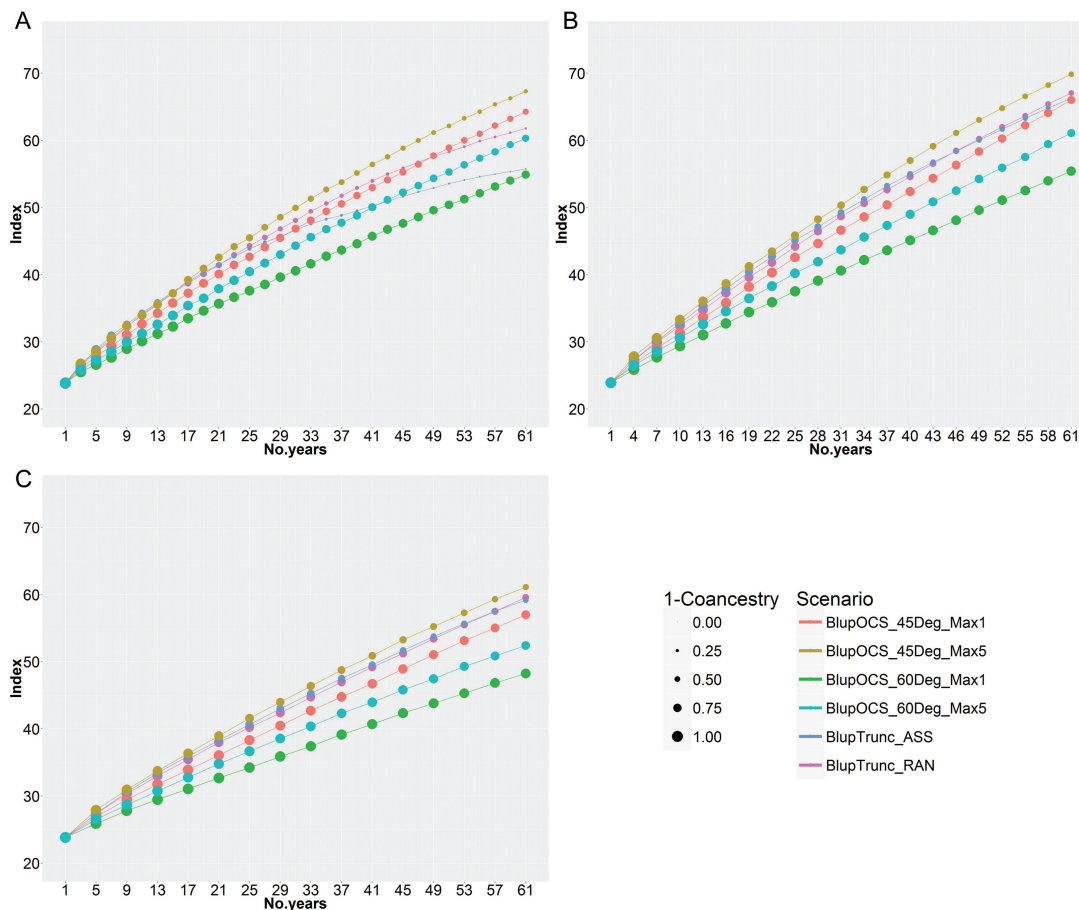 A
Index
70
60
50
40
30
20
1 5 9 13 17 21 25 29 33 37 41 45 49 53 57 61
No.years
B
Index
70
60
50
40
30
20
1 4 7 10 13 16 19 22 25 28 31 34 37 40 43 46 49 52 55 58 61
No.years
C
Index
70
60
50
40
30
20
1 5 9 13 17 21 25 29 33 37 41 45 49 53 57 61
No.years
1-Coancestry
0.00
0.25
0.50
0.75
1.00
Scenario
BlupOCS_45Deg_Max1
BlupOCS_45Deg_Max5
BlupOCS_60Deg_Max1
BlupOCS_60Deg_Max5
BlupTrunc_ASS
BlupTrunc_RAN